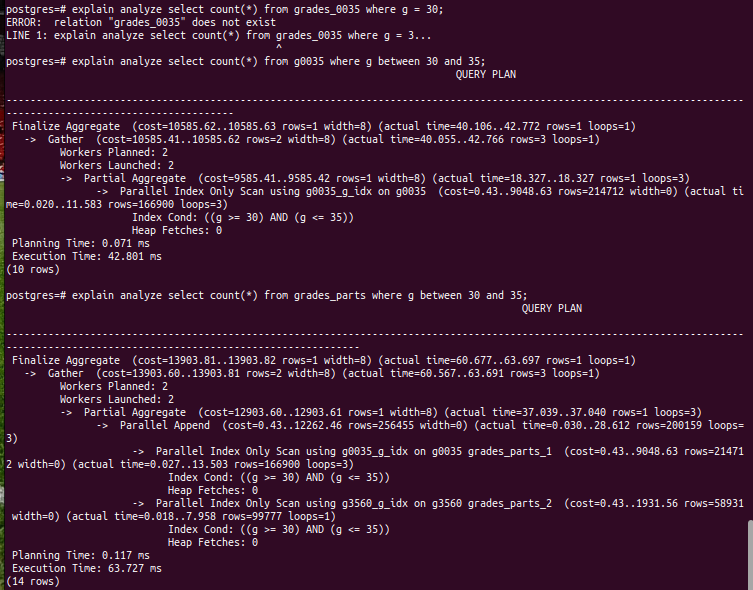 postgres=# explain analyze select count(*) from grades_0035 where g = 30;
ERROR:  relation "grades_0035" does not exist
LINE 1: explain analyze select count(*) from grades_0035 where g = 3...
                                             ^
postgres=# explain analyze select count(*) from g0035 where g between 30 and 35;
                                                                          QUERY PLAN

---------------------------------------------------------------------------------------------------------------------------
--------------------------------------
 Finalize Aggregate  (cost=10585.62..10585.63 rows=1 width=8) (actual time=40.106..42.772 rows=1 loops=1)
   ->  Gather  (cost=10585.41..10585.62 rows=2 width=8) (actual time=40.055..42.766 rows=3 loops=1)
         Workers Planned: 2
         Workers Launched: 2
         ->  Partial Aggregate  (cost=9585.41..9585.42 rows=1 width=8) (actual time=18.327..18.327 rows=1 loops=3)
               ->  Parallel Index Only Scan using g0035_g_idx on g0035  (cost=0.43..9048.63 rows=214712 width=0) (actual ti
me=0.020..11.583 rows=166900 loops=3)
                     Index Cond: ((g >= 30) AND (g <= 35))
                     Heap Fetches: 0
 Planning Time: 0.071 ms
 Execution Time: 42.801 ms
(10 rows)

postgres=# explain analyze select count(*) from grades_parts where g between 30 and 35;
                                                                                     QUERY PLAN

---------------------------------------------------------------------------------------------------------------------------
-----------------------------------------------------------
 Finalize Aggregate  (cost=13903.81..13903.82 rows=1 width=8) (actual time=60.677..63.697 rows=1 loops=1)
   ->  Gather  (cost=13903.60..13903.81 rows=2 width=8) (actual time=60.567..63.691 rows=3 loops=1)
         Workers Planned: 2
         Workers Launched: 2
         ->  Partial Aggregate  (cost=12903.60..12903.61 rows=1 width=8) (actual time=37.039..37.040 rows=1 loops=3)
               ->  Parallel Append  (cost=0.43..12262.46 rows=256455 width=0) (actual time=0.030..28.612 rows=200159 loops=
3)
                     ->  Parallel Index Only Scan using g0035_g_idx on g0035 grades_parts_1  (cost=0.43..9048.63 rows=21471
2 width=0) (actual time=0.027..13.503 rows=166900 loops=3)
                           Index Cond: ((g >= 30) AND (g <= 35))
                           Heap Fetches: 0
                     ->  Parallel Index Only Scan using g3560_g_idx on g3560 grades_parts_2  (cost=0.43..1931.56 rows=58931
 width=0) (actual time=0.018..7.958 rows=99777 loops=1)
                           Index Cond: ((g >= 30) AND (g <= 35))
                           Heap Fetches: 0
 Planning Time: 0.117 ms
 Execution Time: 63.727 ms
(14 rows)